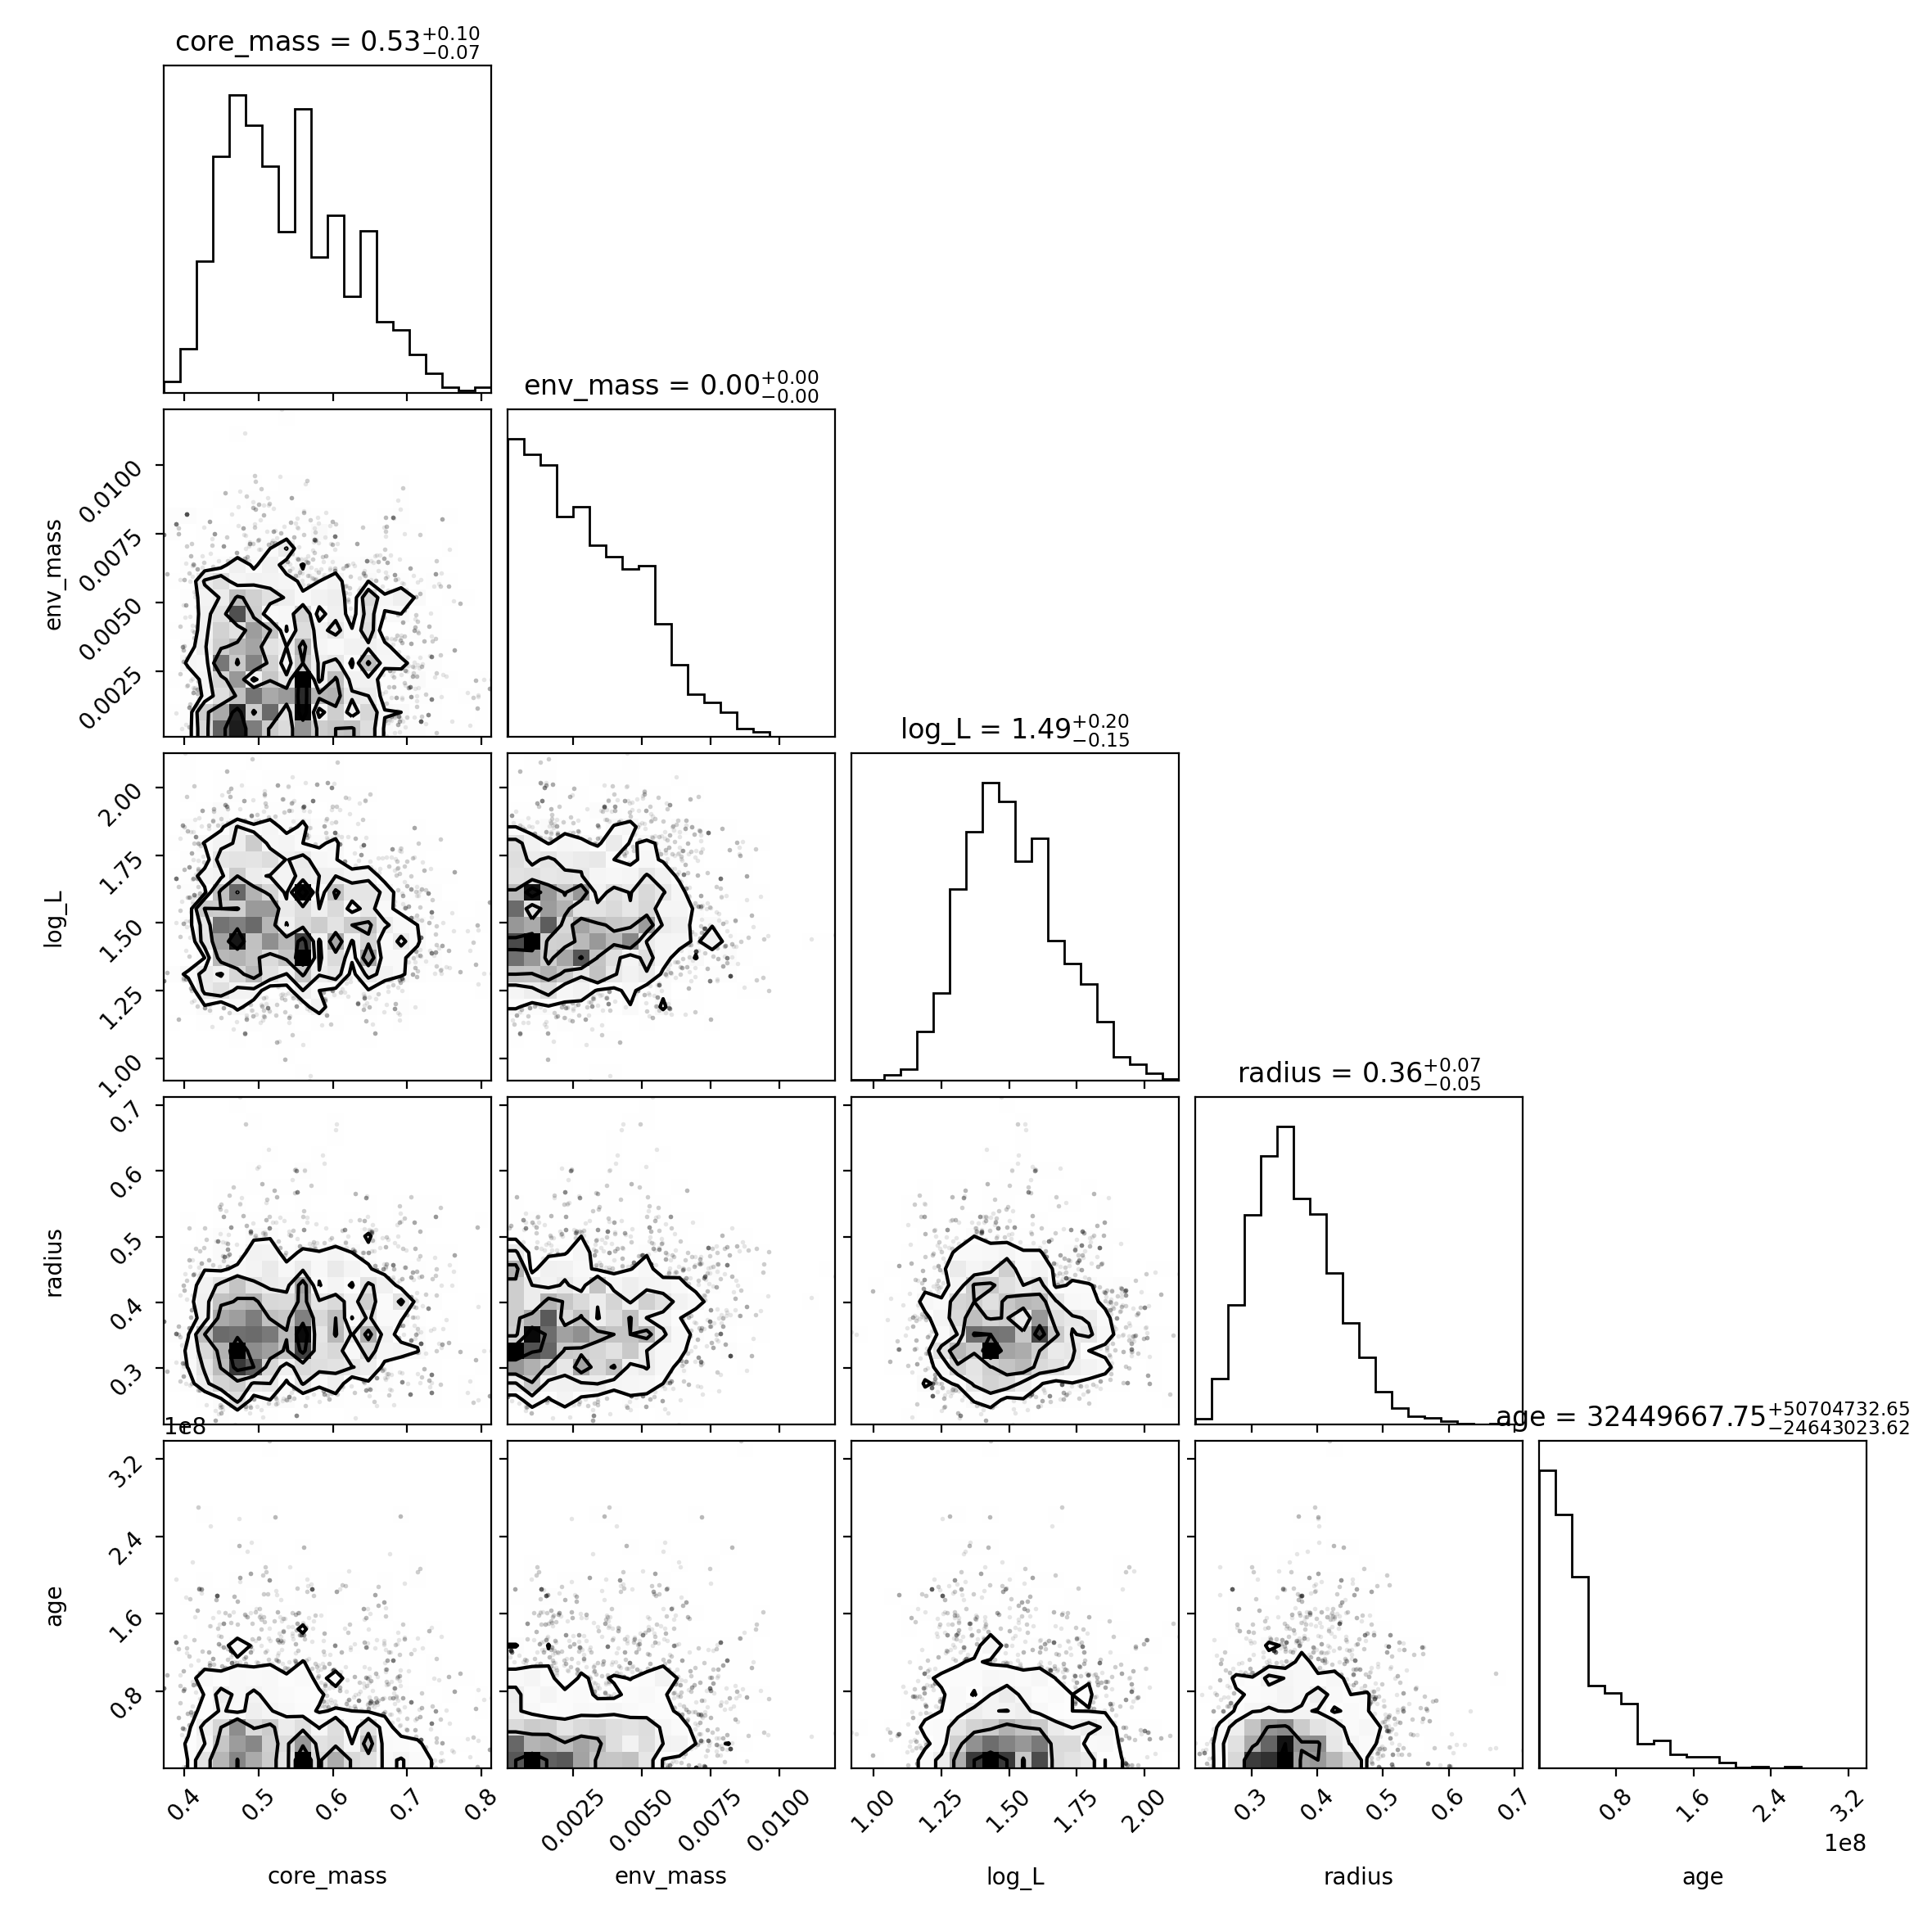 core_mass = 0.53 +0.10 −0.07
env_mass = 0.00 +0.00 −0.00
0.0100
0.0075
0.0050
0.0025
env_mass
log_L = 1.49 +0.20 −0.15
2.00
1.75
1.50
1.25
1.00
log_L
radius = 0.36 +0.07 −0.05
0.7
0.6
0.5
0.4
0.3
radius
1e8
age = 32449667.75 +50704732.65 −24643023.62
3.2
2.4
1.6
0.8
age
0.4 0.5 0.6 0.7 0.8
0.0025 0.0050 0.0075 0.0100
1.00 1.25 1.50 1.75 2.00
0.3 0.4 0.5 0.6 0.7
0.8 1.6 2.4 3.2
1e8
core_mass
env_mass
log_L
radius
age